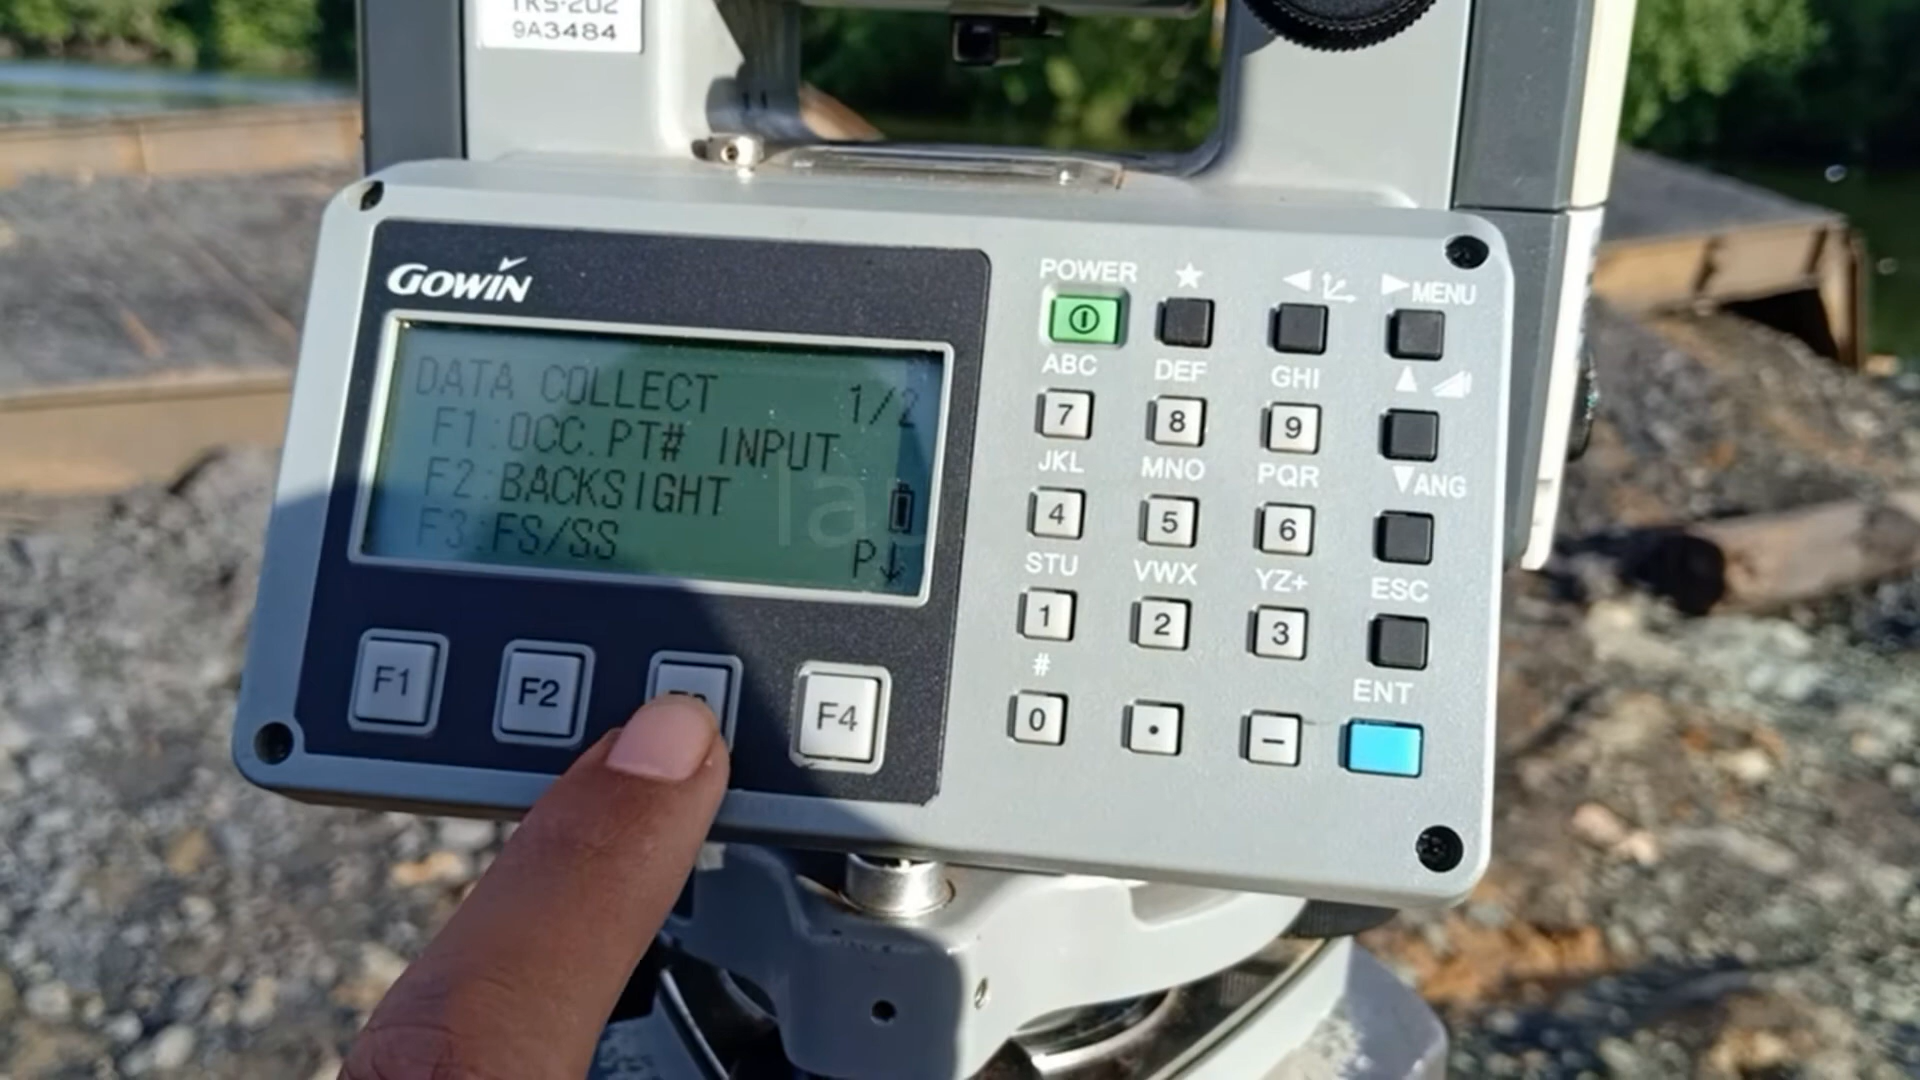 TKS-202
9A3484
GOWIN
DATA COLLECT 1/2
F1:OCC.PT# INPUT
F2:BACKSIGHT
F3:FS/SS P↓
F1 F2 F4
POWER ★ ◀ ▶MENU
ABC DEF GHI ▲
7 8 9
JKL MNO PQR ▼ANG
4 5 6
STU VWX YZ+ ESC
1 2 3
# ENT
0 . −